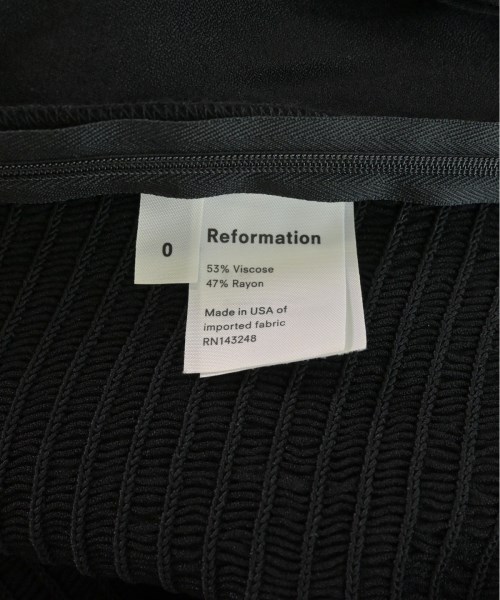 0
Reformation
53% Viscose
47% Rayon
Made in USA of
imported fabric
RN143248